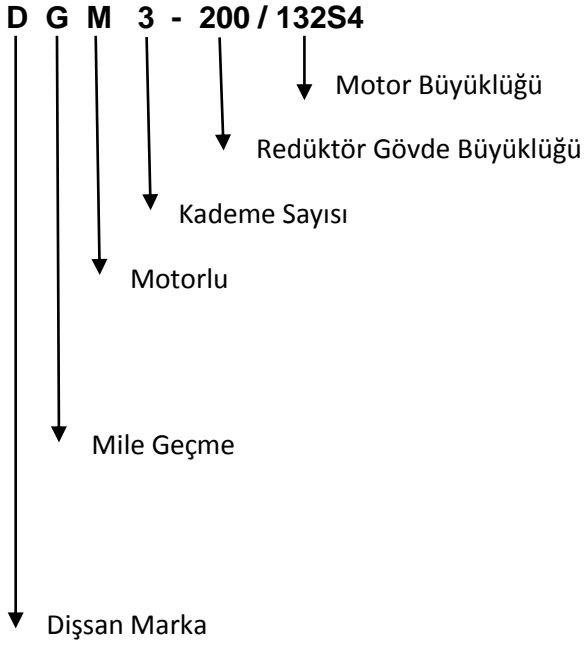 D G M 3 - 200 / 132S4
Motor Büyüklüğü
Redüktör Gövde Büyüklüğü
Kademe Sayısı
Motorlu
Mile Geçme
Dişsan Marka